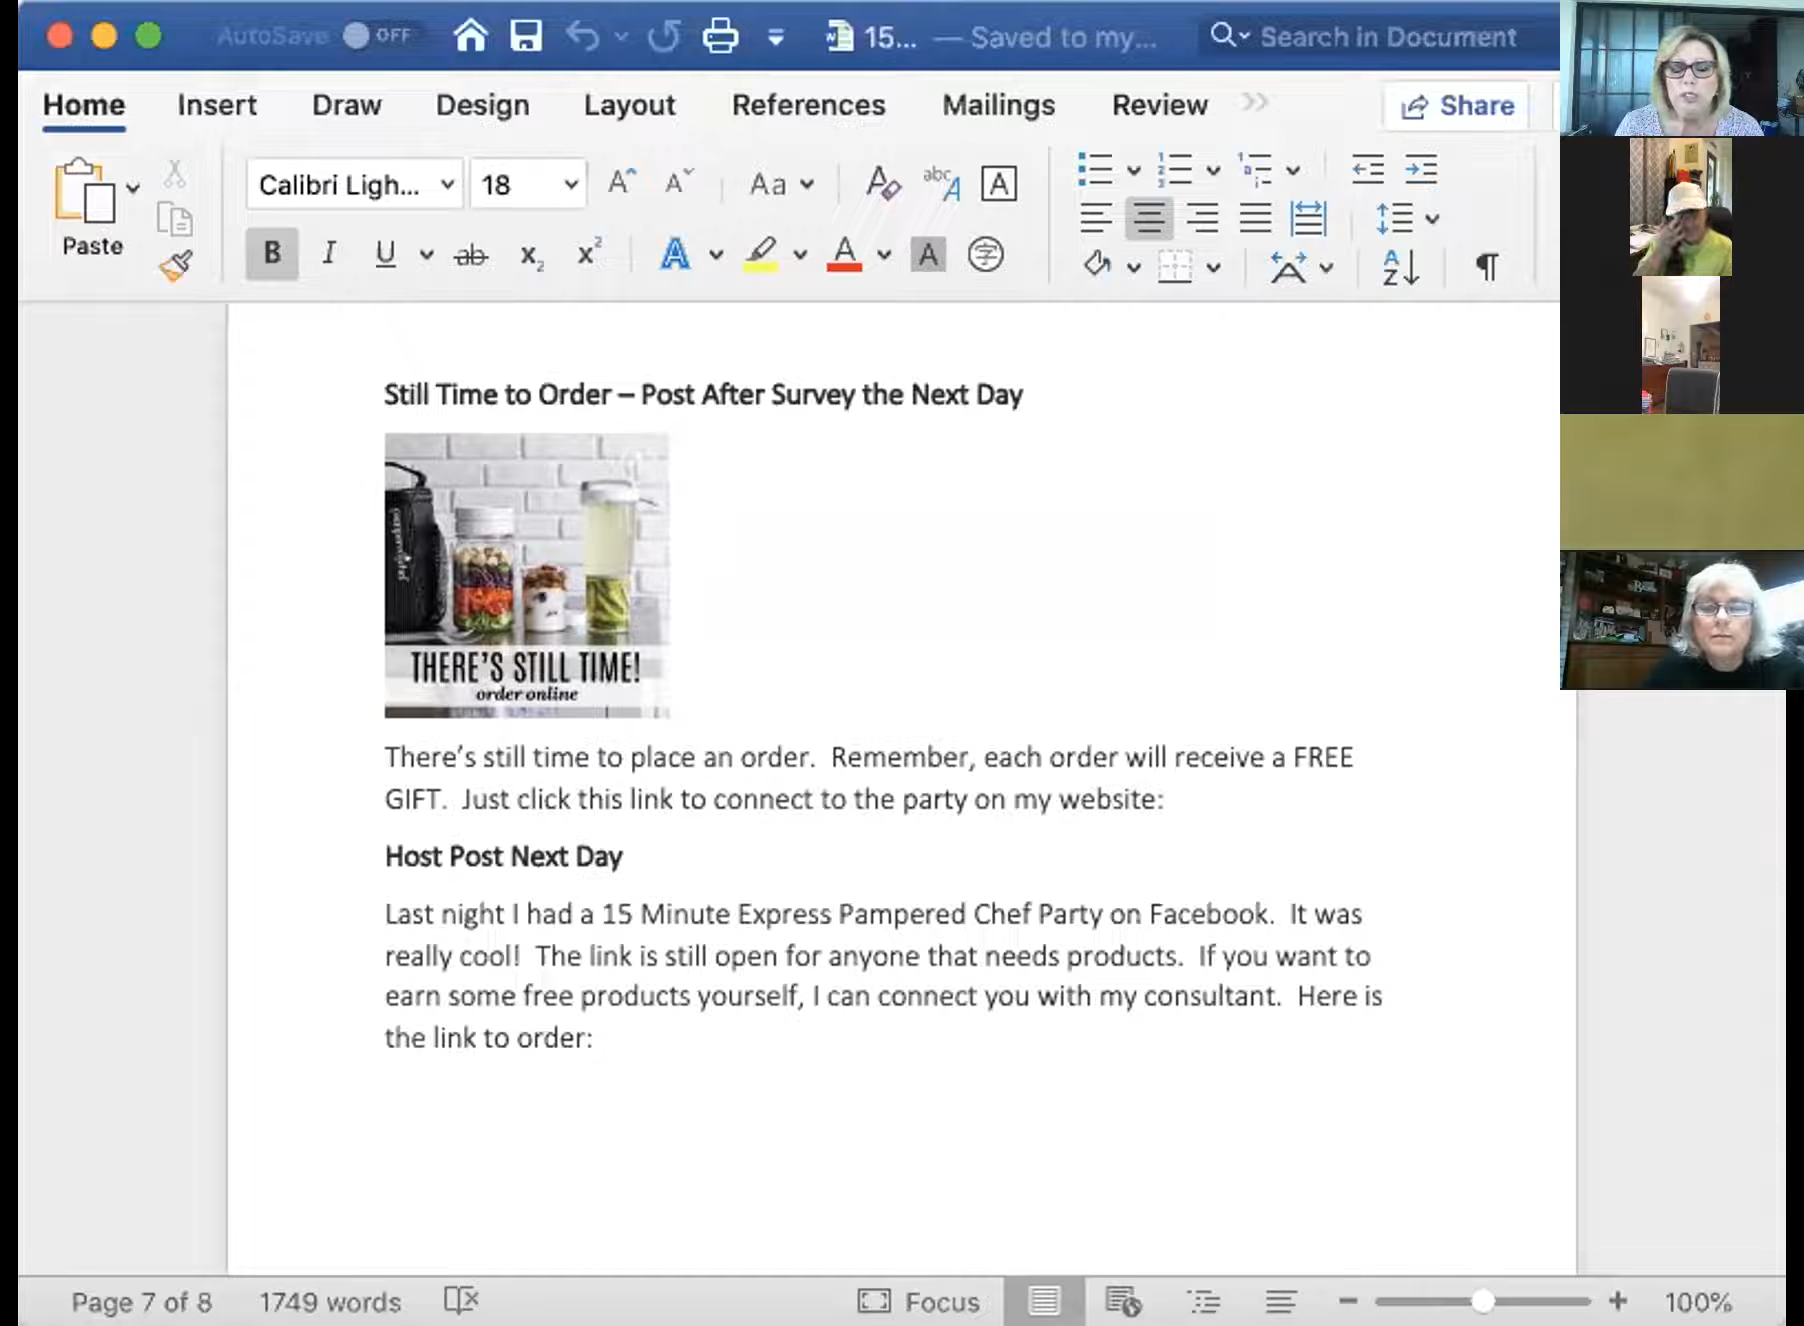 AutoSave OFF 15... — Saved to my... Search in Document
Home Insert Draw Design Layout References Mailings Review Share
Paste
Calibri Ligh... 18 Aa
B I U ab x₂ x² A A
Still Time to Order – Post After Survey the Next Day
pampered chef
THERE'S STILL TIME!
order online
There's still time to place an order.  Remember, each order will receive a FREE
GIFT.  Just click this link to connect to the party on my website:
Host Post Next Day
Last night I had a 15 Minute Express Pampered Chef Party on Facebook.  It was
really cool!  The link is still open for anyone that needs products.  If you want to
earn some free products yourself, I can connect you with my consultant.  Here is
the link to order:
Page 7 of 8 1749 words Focus 100%